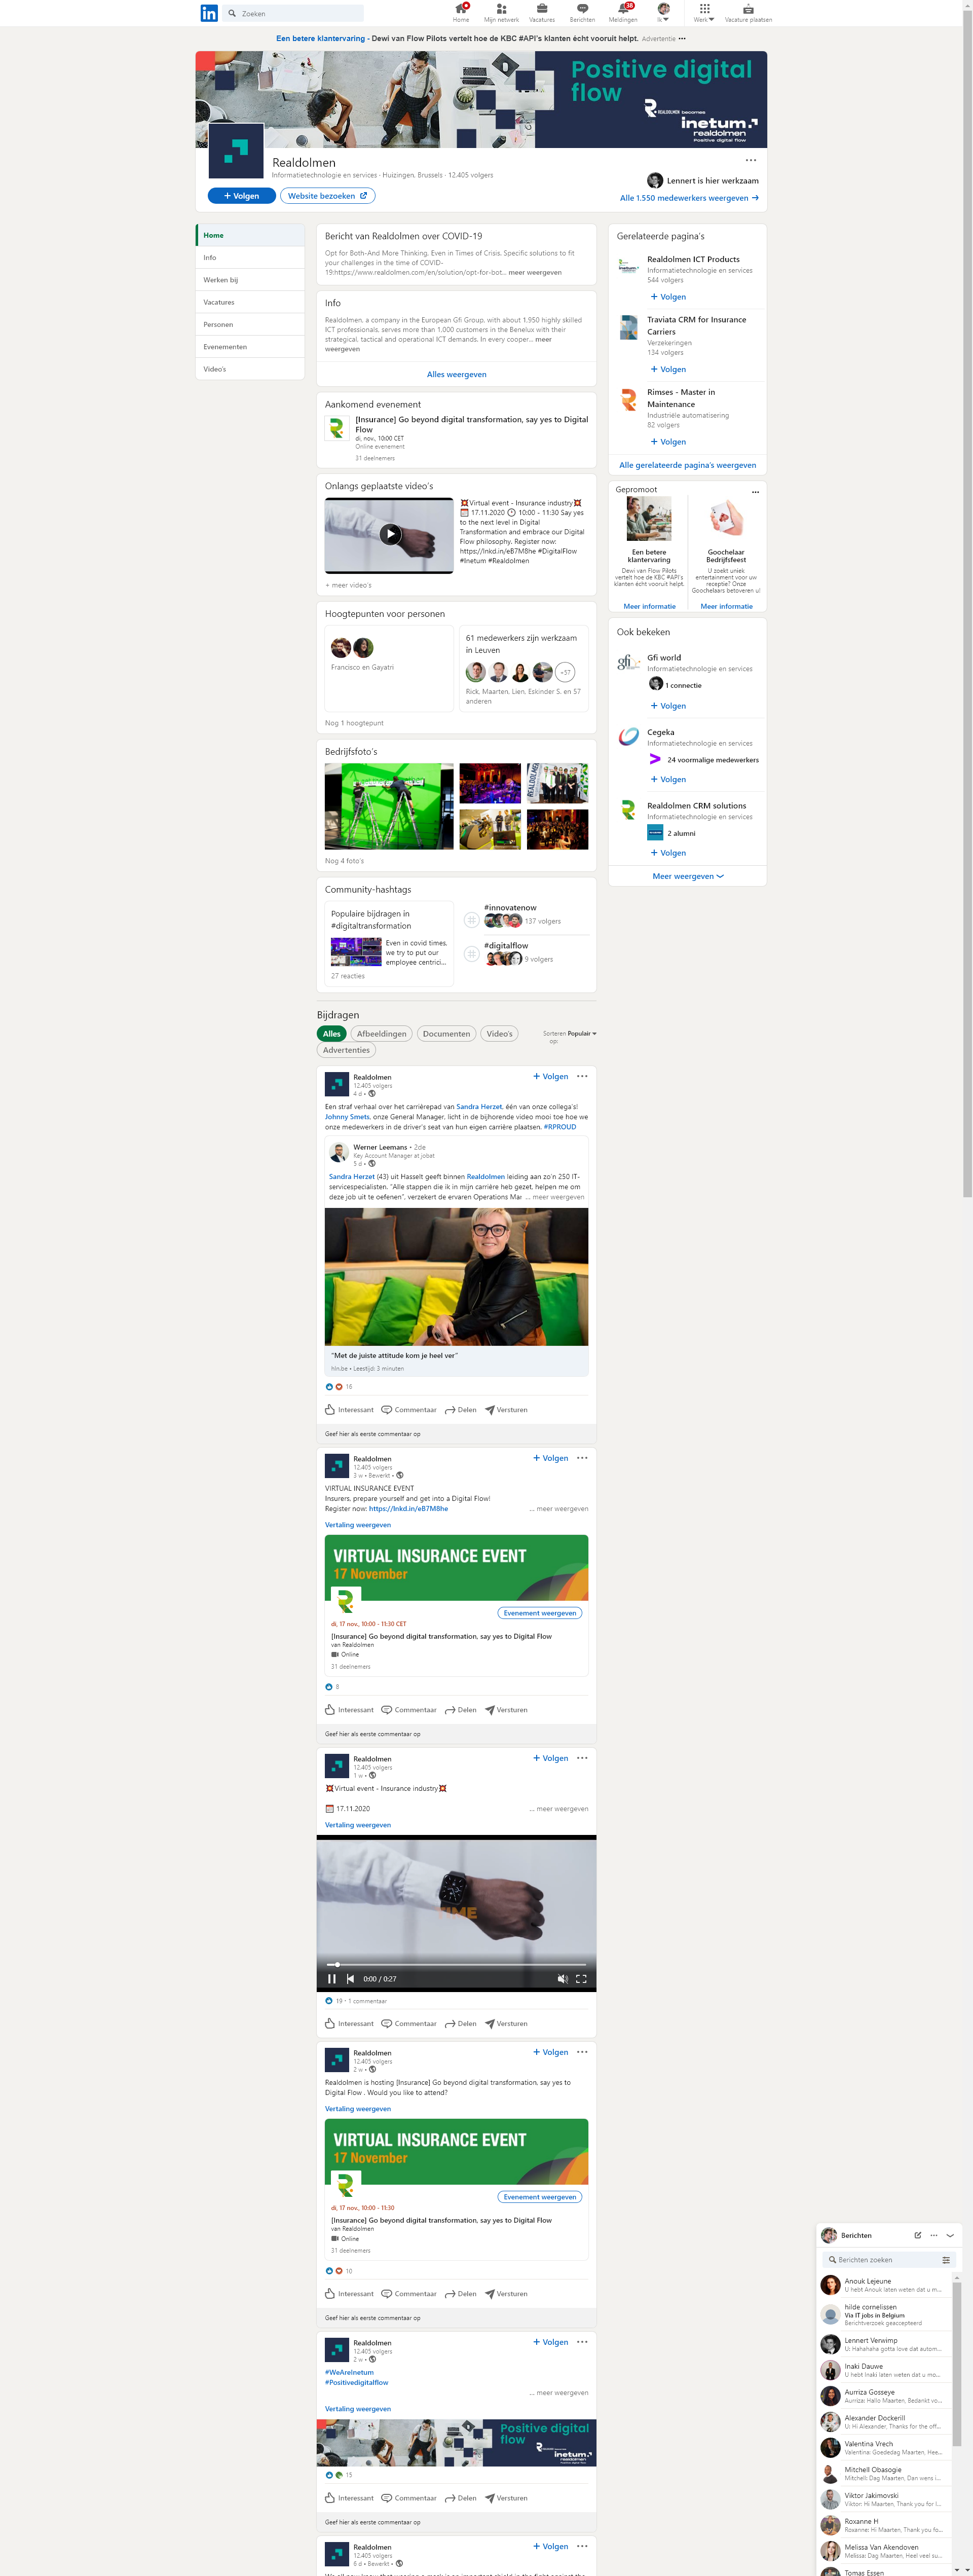 in
Zoeken
Home
Mijn netwerk
Vacatures
Berichten
38
Meldingen
Ik
Werk
Vacature plaatsen
Een betere klantervaring - Dewi van Flow Pilots vertelt hoe de KBC #API's klanten écht vooruit helpt. Advertentie
Positive digital
flow
REALDOLMEN becomes
inetum.
realdolmen
Positive digital flow
Realdolmen
Informatietechnologie en services · Huizingen, Brussels · 12.405 volgers
+ Volgen
Website bezoeken
Lennert is hier werkzaam
Alle 1.550 medewerkers weergeven
Home
Info
Werken bij
Vacatures
Personen
Evenementen
Video's
Bericht van Realdolmen over COVID-19
Opt for Both-And More Thinking, Even in Times of Crisis, Specific solutions to fit
your challenges in the time of COVID-
19:https://www.realdolmen.com/en/solution/opt-for-bot... meer weergeven
Info
Realdolmen, a company in the European Gfi Group, with about 1.950 highly skilled
ICT professionals, serves more than 1,000 customers in the Benelux with their
strategical, tactical and operational ICT demands. In every cooper... meer
weergeven
Alles weergeven
Aankomend evenement
[Insurance] Go beyond digital transformation, say yes to Digital
Flow
di, nov., 10:00 CET
Online evenement
31 deelnemers
Onlangs geplaatste video's
Virtual event - Insurance industry
17.11.2020 10:00 - 11:30 Say yes
to the next level in Digital
Transformation and embrace our Digital
Flow philosophy. Register now:
https://lnkd.in/eB7M8he #DigitalFlow
#Inetum #Realdolmen
+ meer video's
Hoogtepunten voor personen
Francisco en Gayatri
61 medewerkers zijn werkzaam
in Leuven
+57
Rick, Maarten, Lien, Eskinder S. en 57
anderen
Nog 1 hoogtepunt
Bedrijfsfoto's
REALDOLMEN
Nog 4 foto's
Community-hashtags
Populaire bijdragen in
#digitaltransformation
Even in covid times,
we try to put our
employee centrici...
27 reacties
#innovatenow
137 volgers
#digitalflow
9 volgers
Gerelateerde pagina's
Realdolmen ICT Products
Informatietechnologie en services
544 volgers
+ Volgen
Traviata CRM for Insurance
Carriers
Verzekeringen
134 volgers
+ Volgen
Rimses - Master in
Maintenance
Industriële automatisering
82 volgers
+ Volgen
Alle gerelateerde pagina's weergeven
Gepromoot
Een betere
klantervaring
Dewi van Flow Pilots
vertelt hoe de KBC #API's
klanten écht vooruit helpt.
Meer informatie
Goochelaar
Bedrijfsfeest
U zoekt uniek
entertainment voor uw
receptie? Onze
Goochelaars betoveren u!
Meer informatie
Ook bekeken
gfi
Gfi world
Informatietechnologie en services
1 connectie
+ Volgen
Cegeka
Informatietechnologie en services
24 voormalige medewerkers
+ Volgen
Realdolmen CRM solutions
Informatietechnologie en services
2 alumni
+ Volgen
Meer weergeven
Bijdragen
Alles
Afbeeldingen
Documenten
Video's
Advertenties
Sorteren
op:
Populair
Realdolmen
12.405 volgers
4 d •
+ Volgen
Een straf verhaal over het carrièrepad van Sandra Herzet, één van onze collega's!
Johnny Smets, onze General Manager, licht in de bijhorende video mooi toe hoe we
onze medewerkers in de driver's seat van hun eigen carrière plaatsen. #RPROUD
Werner Leemans • 2de
Key Account Manager at jobat
5 d •
Sandra Herzet (43) uit Hasselt geeft binnen Realdolmen leiding aan zo'n 250 IT-
servicespecialisten. "Alle stappen die ik in mijn carrière heb gezet, helpen me om
deze job uit te oefenen", verzekert de ervaren Operations Mar ... meer weergeven
"Met de juiste attitude kom je heel ver"
hln.be • Leestijd: 3 minuten
16
Interessant
Commentaar
Delen
Versturen
Geef hier als eerste commentaar op
Realdolmen
12.405 volgers
3 w • Bewerkt •
+ Volgen
VIRTUAL INSURANCE EVENT
Insurers, prepare yourself and get into a Digital Flow!
Register now: https://lnkd.in/eB7M8he
... meer weergeven
Vertaling weergeven
VIRTUAL INSURANCE EVENT
17 November
Evenement weergeven
di, 17 nov., 10:00 - 11:30 CET
[Insurance] Go beyond digital transformation, say yes to Digital Flow
van Realdolmen
Online
31 deelnemers
8
Interessant
Commentaar
Delen
Versturen
Geef hier als eerste commentaar op
Realdolmen
12.405 volgers
1 w •
+ Volgen
Virtual event - Insurance industry
17.11.2020
... meer weergeven
Vertaling weergeven
TIME
0:00 / 0:27
19 • 1 commentaar
Interessant
Commentaar
Delen
Versturen
Realdolmen
12.405 volgers
2 w •
+ Volgen
Realdolmen is hosting [Insurance] Go beyond digital transformation, say yes to
Digital Flow . Would you like to attend?
Vertaling weergeven
VIRTUAL INSURANCE EVENT
17 November
Evenement weergeven
di, 17 nov., 10:00 - 11:30
[Insurance] Go beyond digital transformation, say yes to Digital Flow
van Realdolmen
Online
31 deelnemers
10
Interessant
Commentaar
Delen
Versturen
Geef hier als eerste commentaar op
Realdolmen
12.405 volgers
2 w •
+ Volgen
#WeAreInetum
#Positivedigitalflow
... meer weergeven
Vertaling weergeven
Positive digital
flow
inetum.
realdolmen
Positive digital flow
15
Interessant
Commentaar
Delen
Versturen
Geef hier als eerste commentaar op
Realdolmen
12.405 volgers
6 d • Bewerkt •
+ Volgen
Berichten
Berichten zoeken
Anouk Lejeune
U hebt Anouk laten weten dat u m...
hilde cornelissen
Via IT jobs in Belgium
Berichtverzoek geaccepteerd
Lennert Verwimp
U: Hahahaha gotta love dat autom...
Inaki Dauwe
U hebt Inaki laten weten dat u mo...
Aurriza Gosseye
Aurriza: Hallo Maarten, Bedankt vo...
Alexander Dockerill
U: Hi Alexander, Thanks for the off...
Valentina Vrech
Valentina: Goededag Maarten, Hee...
Mitchell Obasogie
Mitchell: Dag Maarten, Dan wens i...
Viktor Jakimovski
Viktor: Hi Maarten, Thank you for l...
Roxanne H
Roxanne: Hi Maarten, Thank you fo...
Melissa Van Akendoven
Melissa: Dag Maarten, Heel veel su...
Tomas Essen